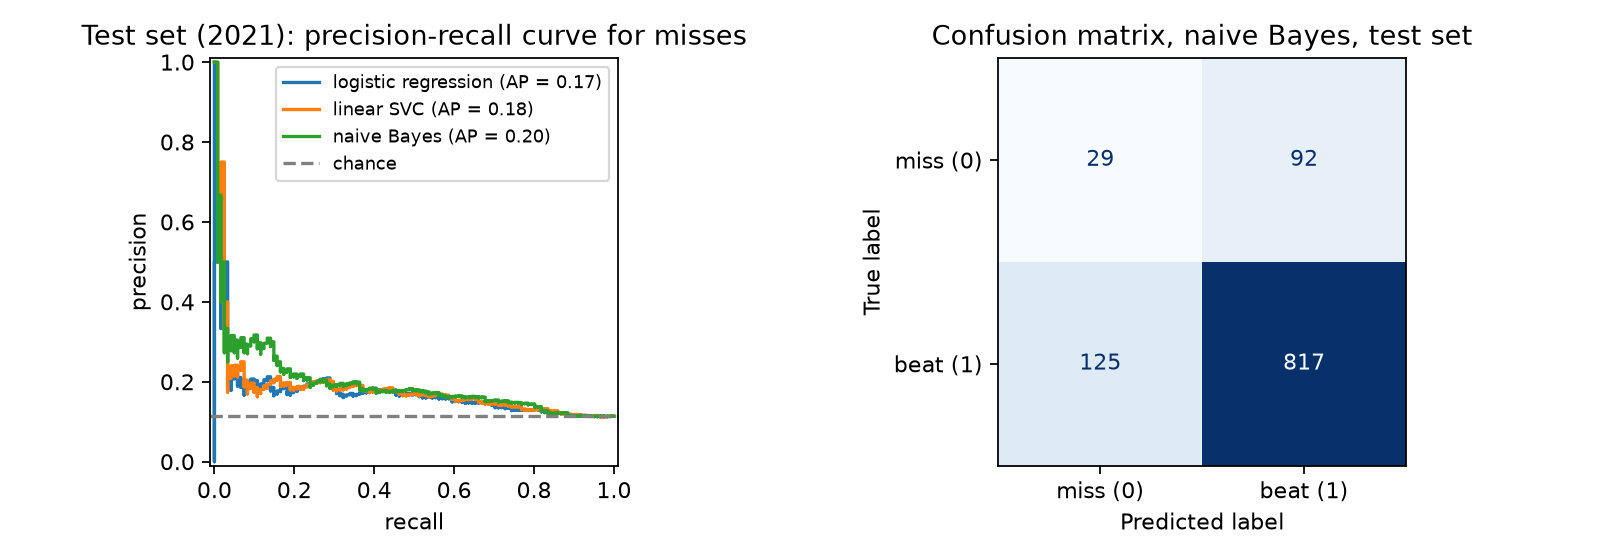 Test set (2021): precision-recall curve for misses
precision
1.0
0.8
0.6
0.4
0.2
0.0
logistic regression (AP = 0.17)
linear SVC (AP = 0.18)
naive Bayes (AP = 0.20)
chance
0.0 0.2 0.4 0.6 0.8 1.0
recall
Confusion matrix, naive Bayes, test set
True label
miss (0)
29 92
beat (1)
125 817
miss (0) beat (1)
Predicted label